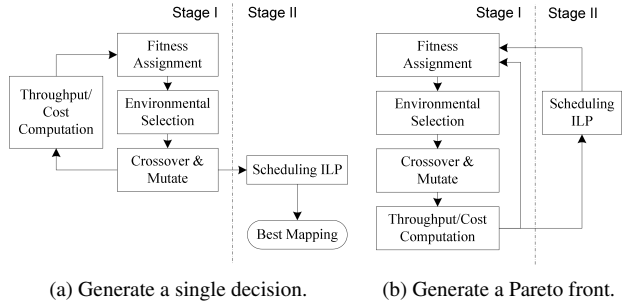 Stage I
Stage II
Fitness
Assignment
Throughput/
Cost
Computation
Environmental
Selection
Crossover &
Mutate
Scheduling ILP
Best Mapping
(a) Generate a single decision.
Stage I
Stage II
Fitness
Assignment
Environmental
Selection
Scheduling
ILP
Crossover &
Mutate
Throughput/Cost
Computation
(b) Generate a Pareto front.